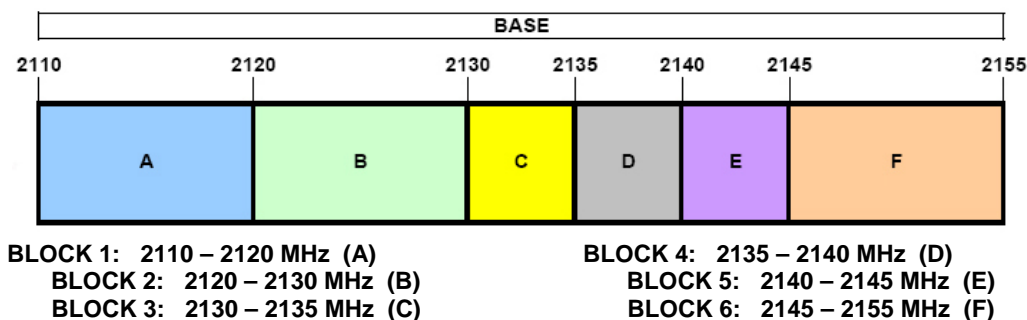 BASE
2110 2120 2130 2135 2140 2145 2155
A B C D E F
BLOCK 1: 2110 – 2120 MHz (A)
BLOCK 2: 2120 – 2130 MHz (B)
BLOCK 3: 2130 – 2135 MHz (C)
BLOCK 4: 2135 – 2140 MHz (D)
BLOCK 5: 2140 – 2145 MHz (E)
BLOCK 6: 2145 – 2155 MHz (F)